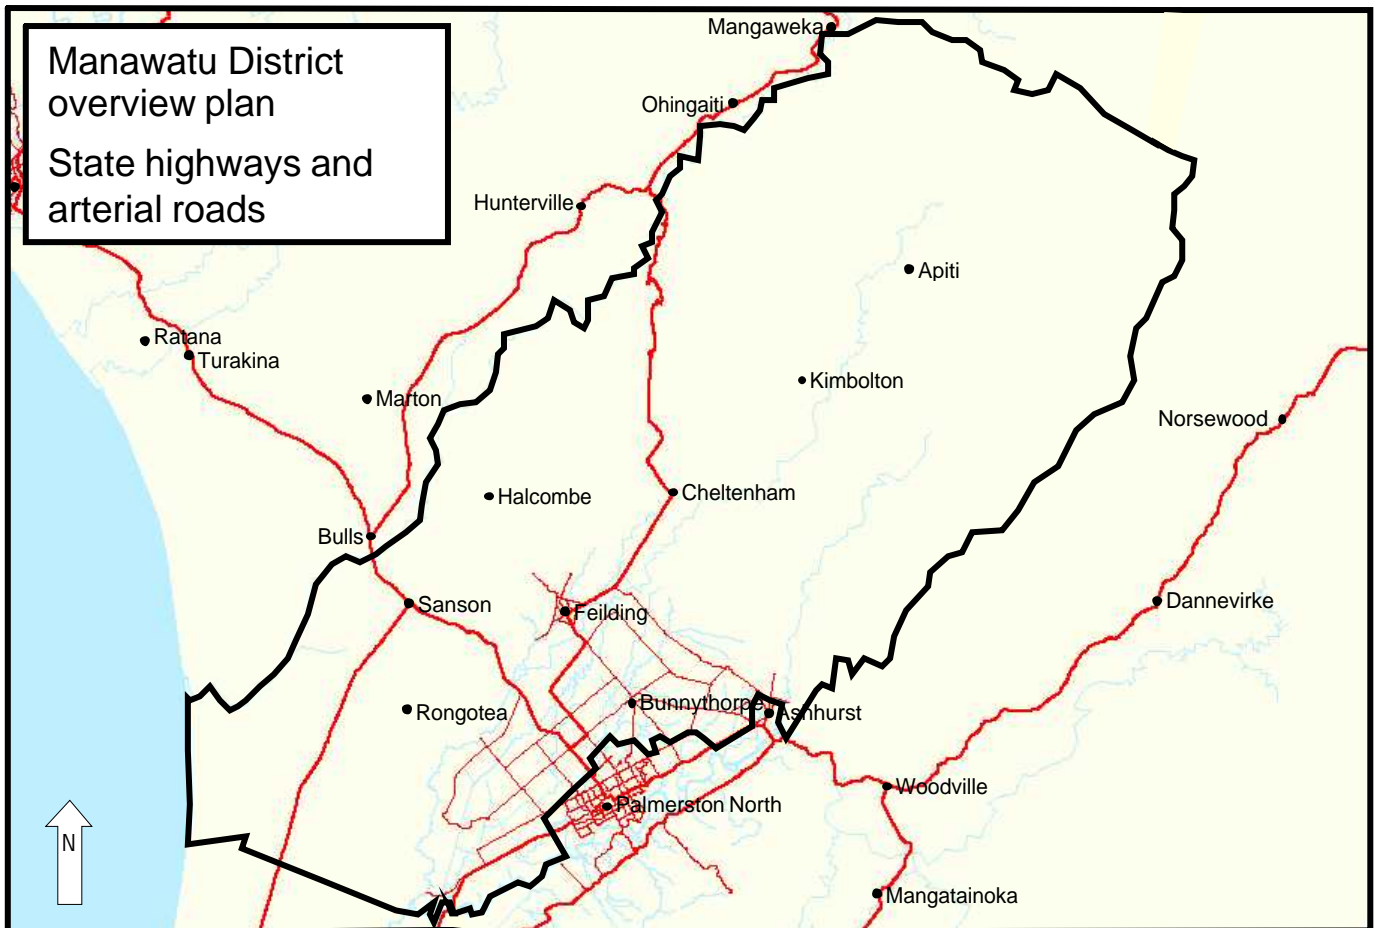 Manawatu District
overview plan
State highways and
arterial roads
Mangaweka
Ohingaiti
Hunterville
Apiti
Ratana
Turakina
Kimbolton
Marton
Norsewood
Cheltenham
Halcombe
Bulls
Dannevirke
Sanson
Feilding
Bunnythorpe
Rongotea
Ashhurst
Woodville
Palmerston North
N
Mangatainoka